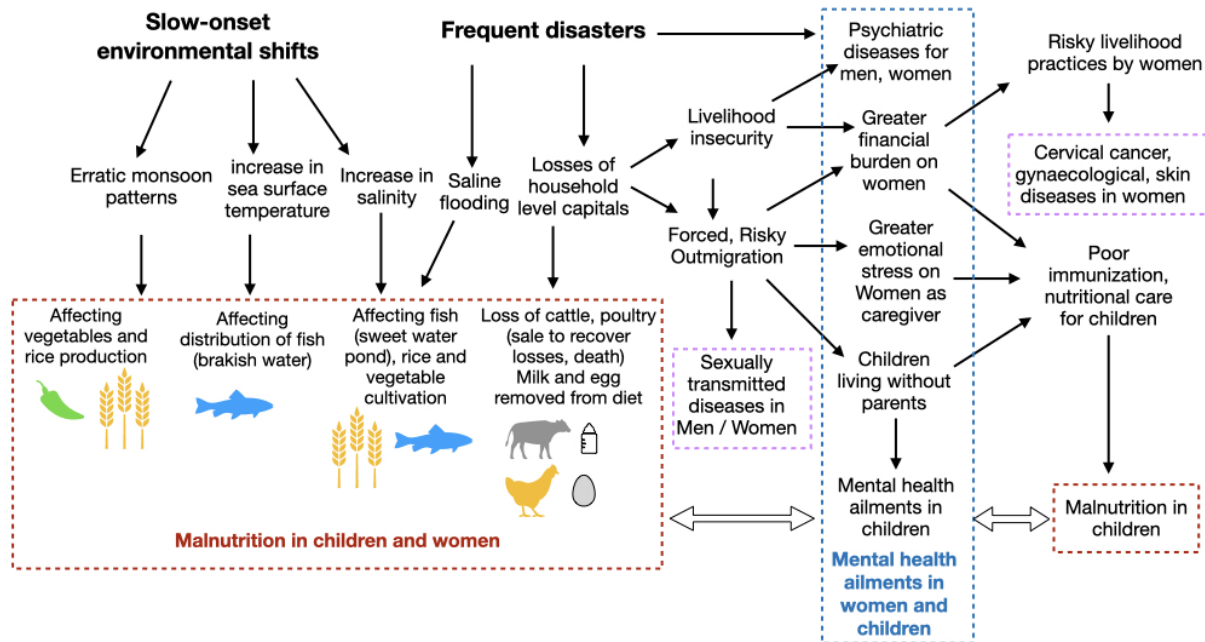 Slow-onset
environmental shifts
Frequent disasters
Psychiatric
diseases for
men, women
Risky livelihood
practices by women
Livelihood
insecurity
Greater
financial
burden on
women
Cervical cancer,
gynaecological, skin
diseases in women
Erratic monsoon
patterns
increase in
sea surface
temperature
Increase in
salinity
Saline
flooding
Losses of
household
level capitals
Forced, Risky
Outmigration
Greater
emotional
stress on
Women as
caregiver
Poor
immunization,
nutritional care
for children
Affecting
vegetables and
rice production
Affecting
distribution of fish
(brakish water)
Affecting fish
(sweet water
pond), rice and
vegetable
cultivation
Loss of cattle, poultry
(sale to recover
losses, death)
Milk and egg
removed from diet
Sexually
transmitted
diseases in
Men / Women
Children
living without
parents
Mental health
ailments in
children
Malnutrition in
children
Malnutrition in children and women
Mental health
ailments in
women and
children